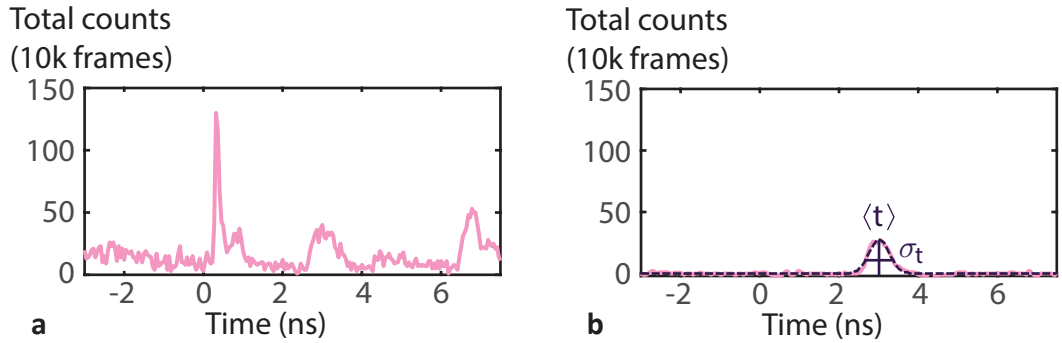 Total counts
(10k frames)
150
100
50
0
-2 0 2 4 6
a Time (ns)
Total counts
(10k frames)
150
100
50
0
⟨t⟩
σt
-2 0 2 4 6
b Time (ns)